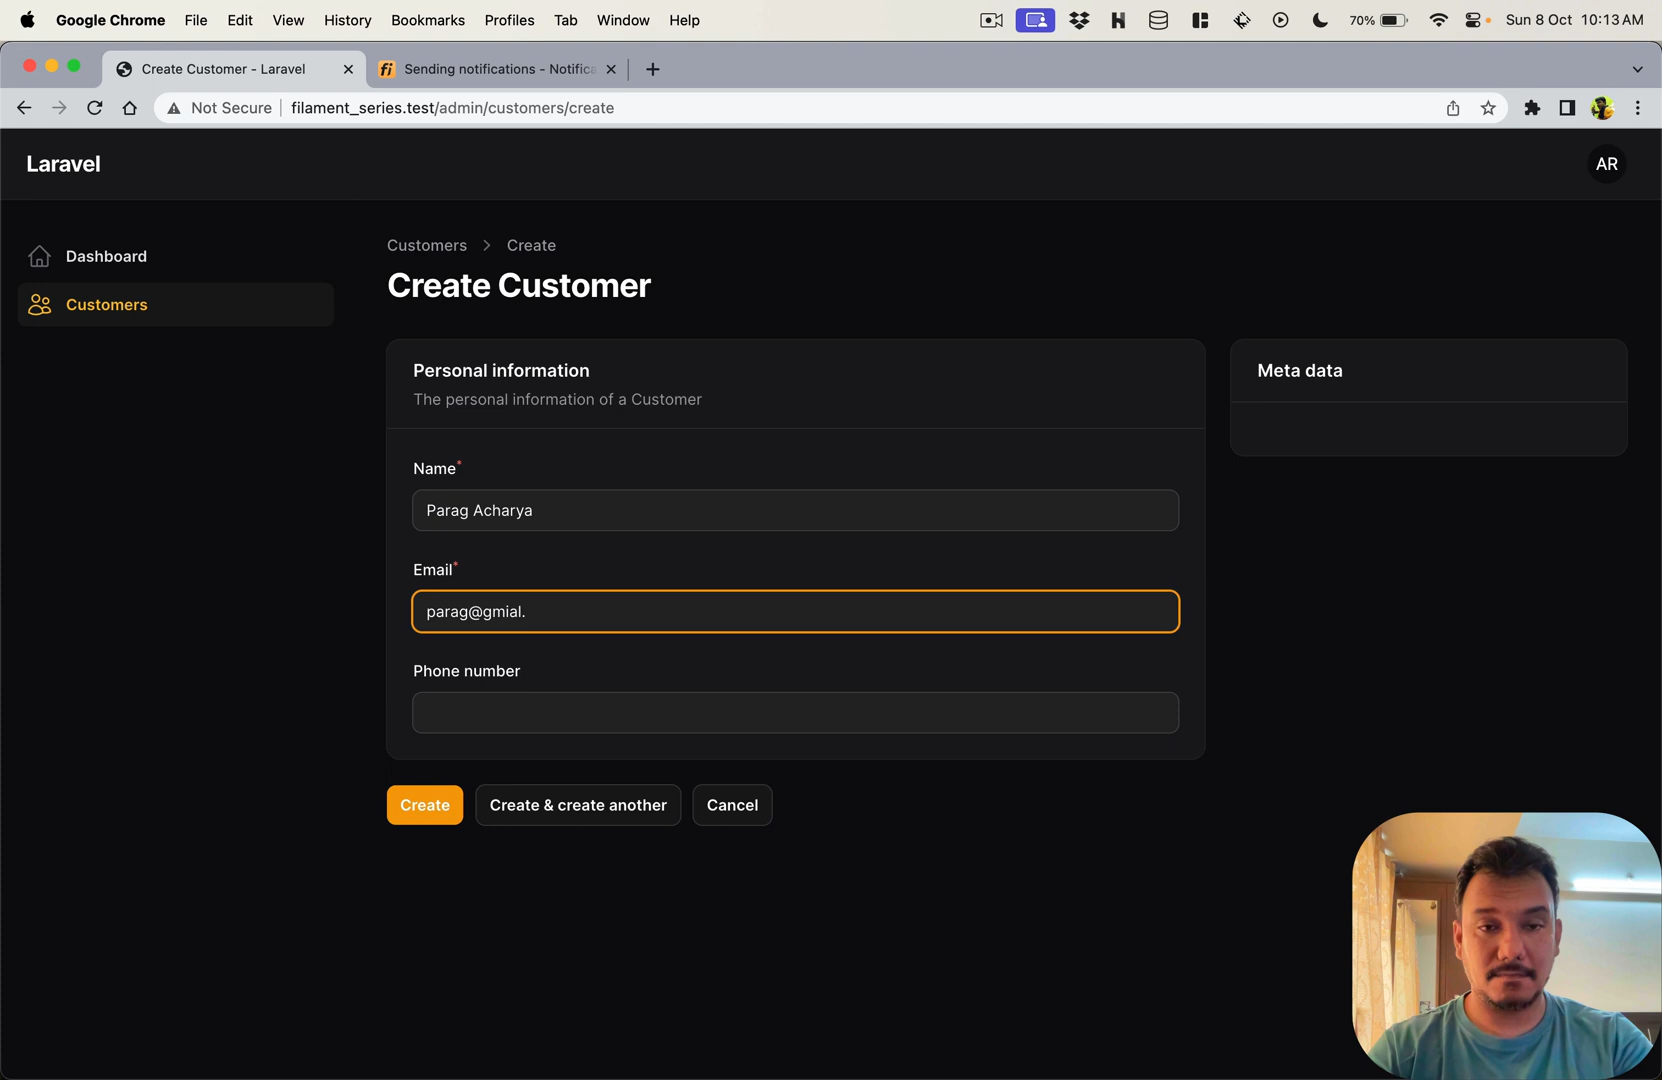 Google Chrome File Edit View History Bookmarks Profiles Tab Window Help 70% Sun 8 Oct 10:13 AM
Create Customer - Laravel Sending notifications - Notific
Not Secure filament_series.test/admin/customers/create
Laravel AR
Dashboard
Customers
Customers > Create
Create Customer
Personal information
The personal information of a Customer
Meta data
Name*
Parag Acharya
Email*
parag@gmial.
Phone number
Create Create & create another Cancel